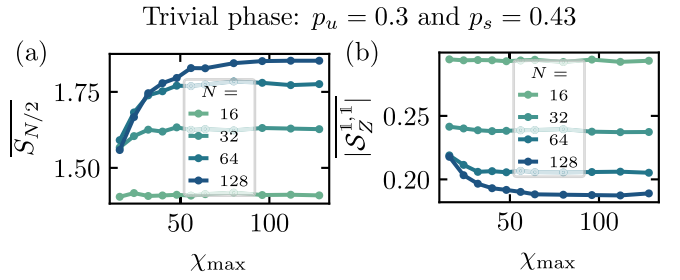 Trivial phase: p_u = 0.3 and p_s = 0.43
(a)
S_{N/2}
1.75
1.50
N =
16
32
64
128
50
100
χ_max
(b)
|S_Z^{𝟙,𝟙}|
0.25
0.20
N =
16
32
64
128
50
100
χ_max